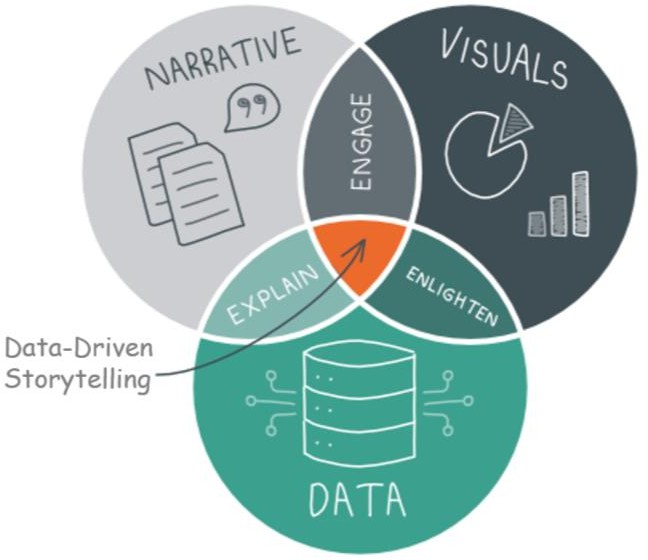 NARRATIVE
VISUALS
ENGAGE
EXPLAIN
ENLIGHTEN
Data-Driven
Storytelling
DATA